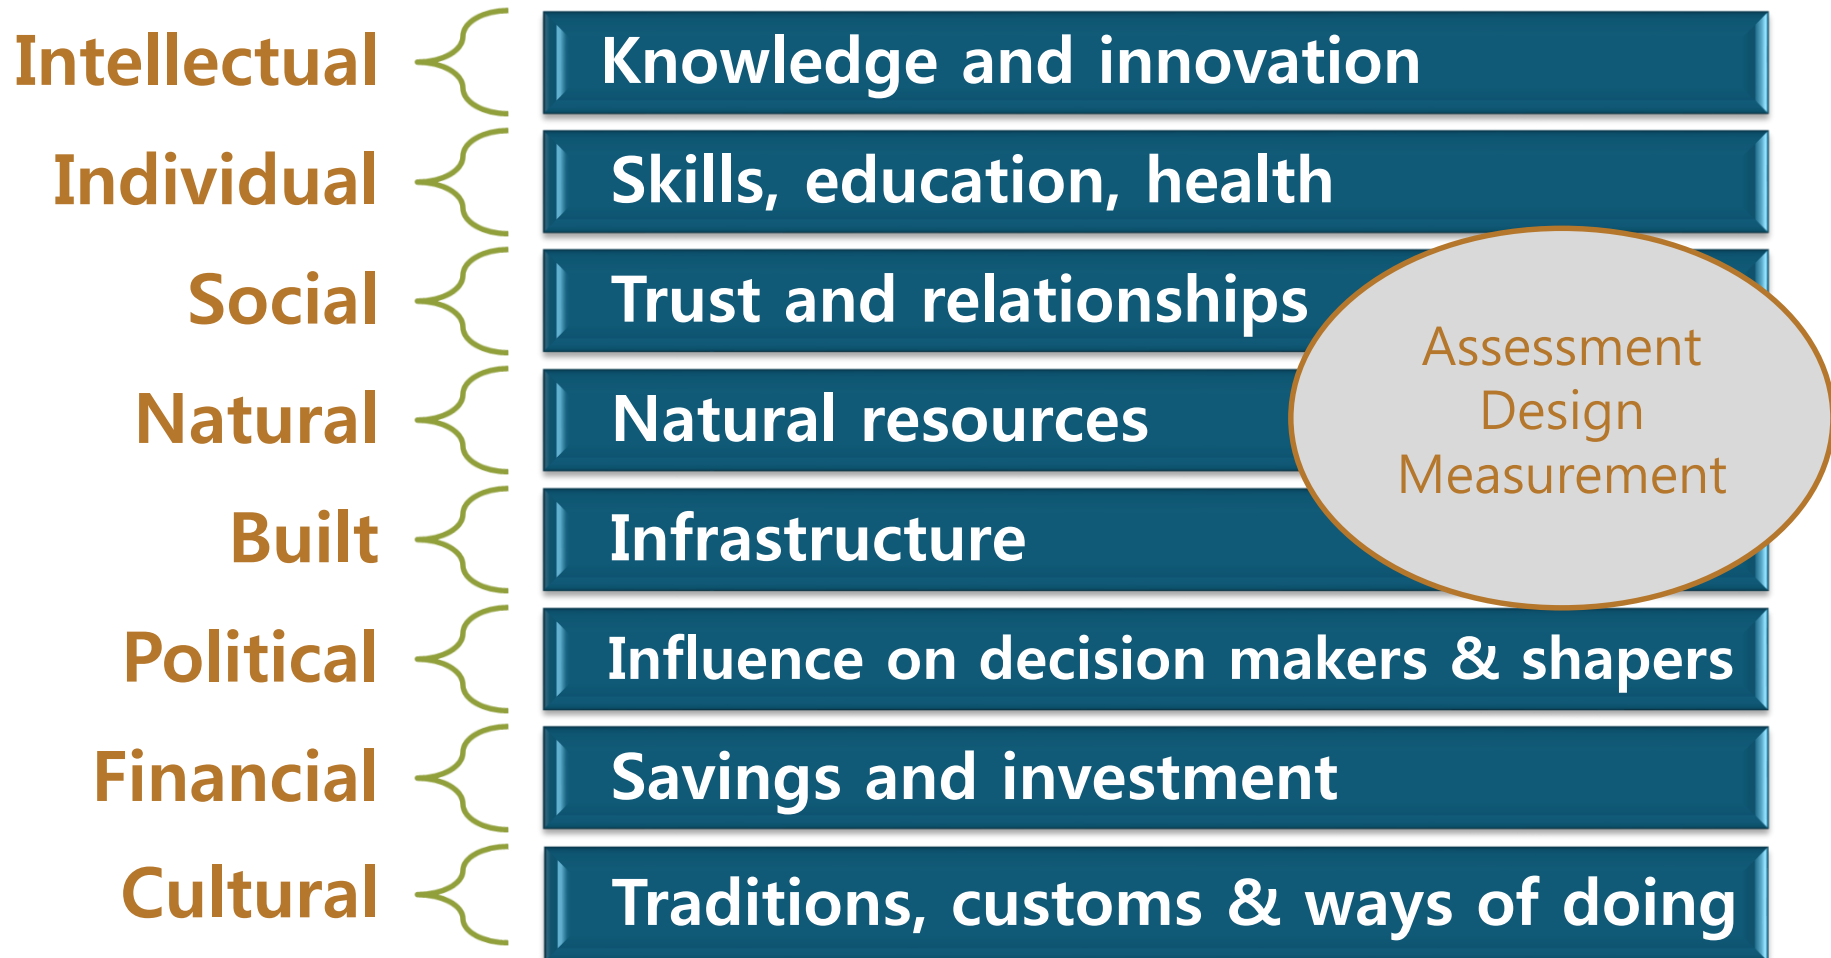 Intellectual
Knowledge and innovation
Individual
Skills, education, health
Social
Trust and relationships
Natural
Natural resources
Built
Infrastructure
Political
Influence on decision makers & shapers
Financial
Savings and investment
Cultural
Traditions, customs & ways of doing
Assessment
Design
Measurement